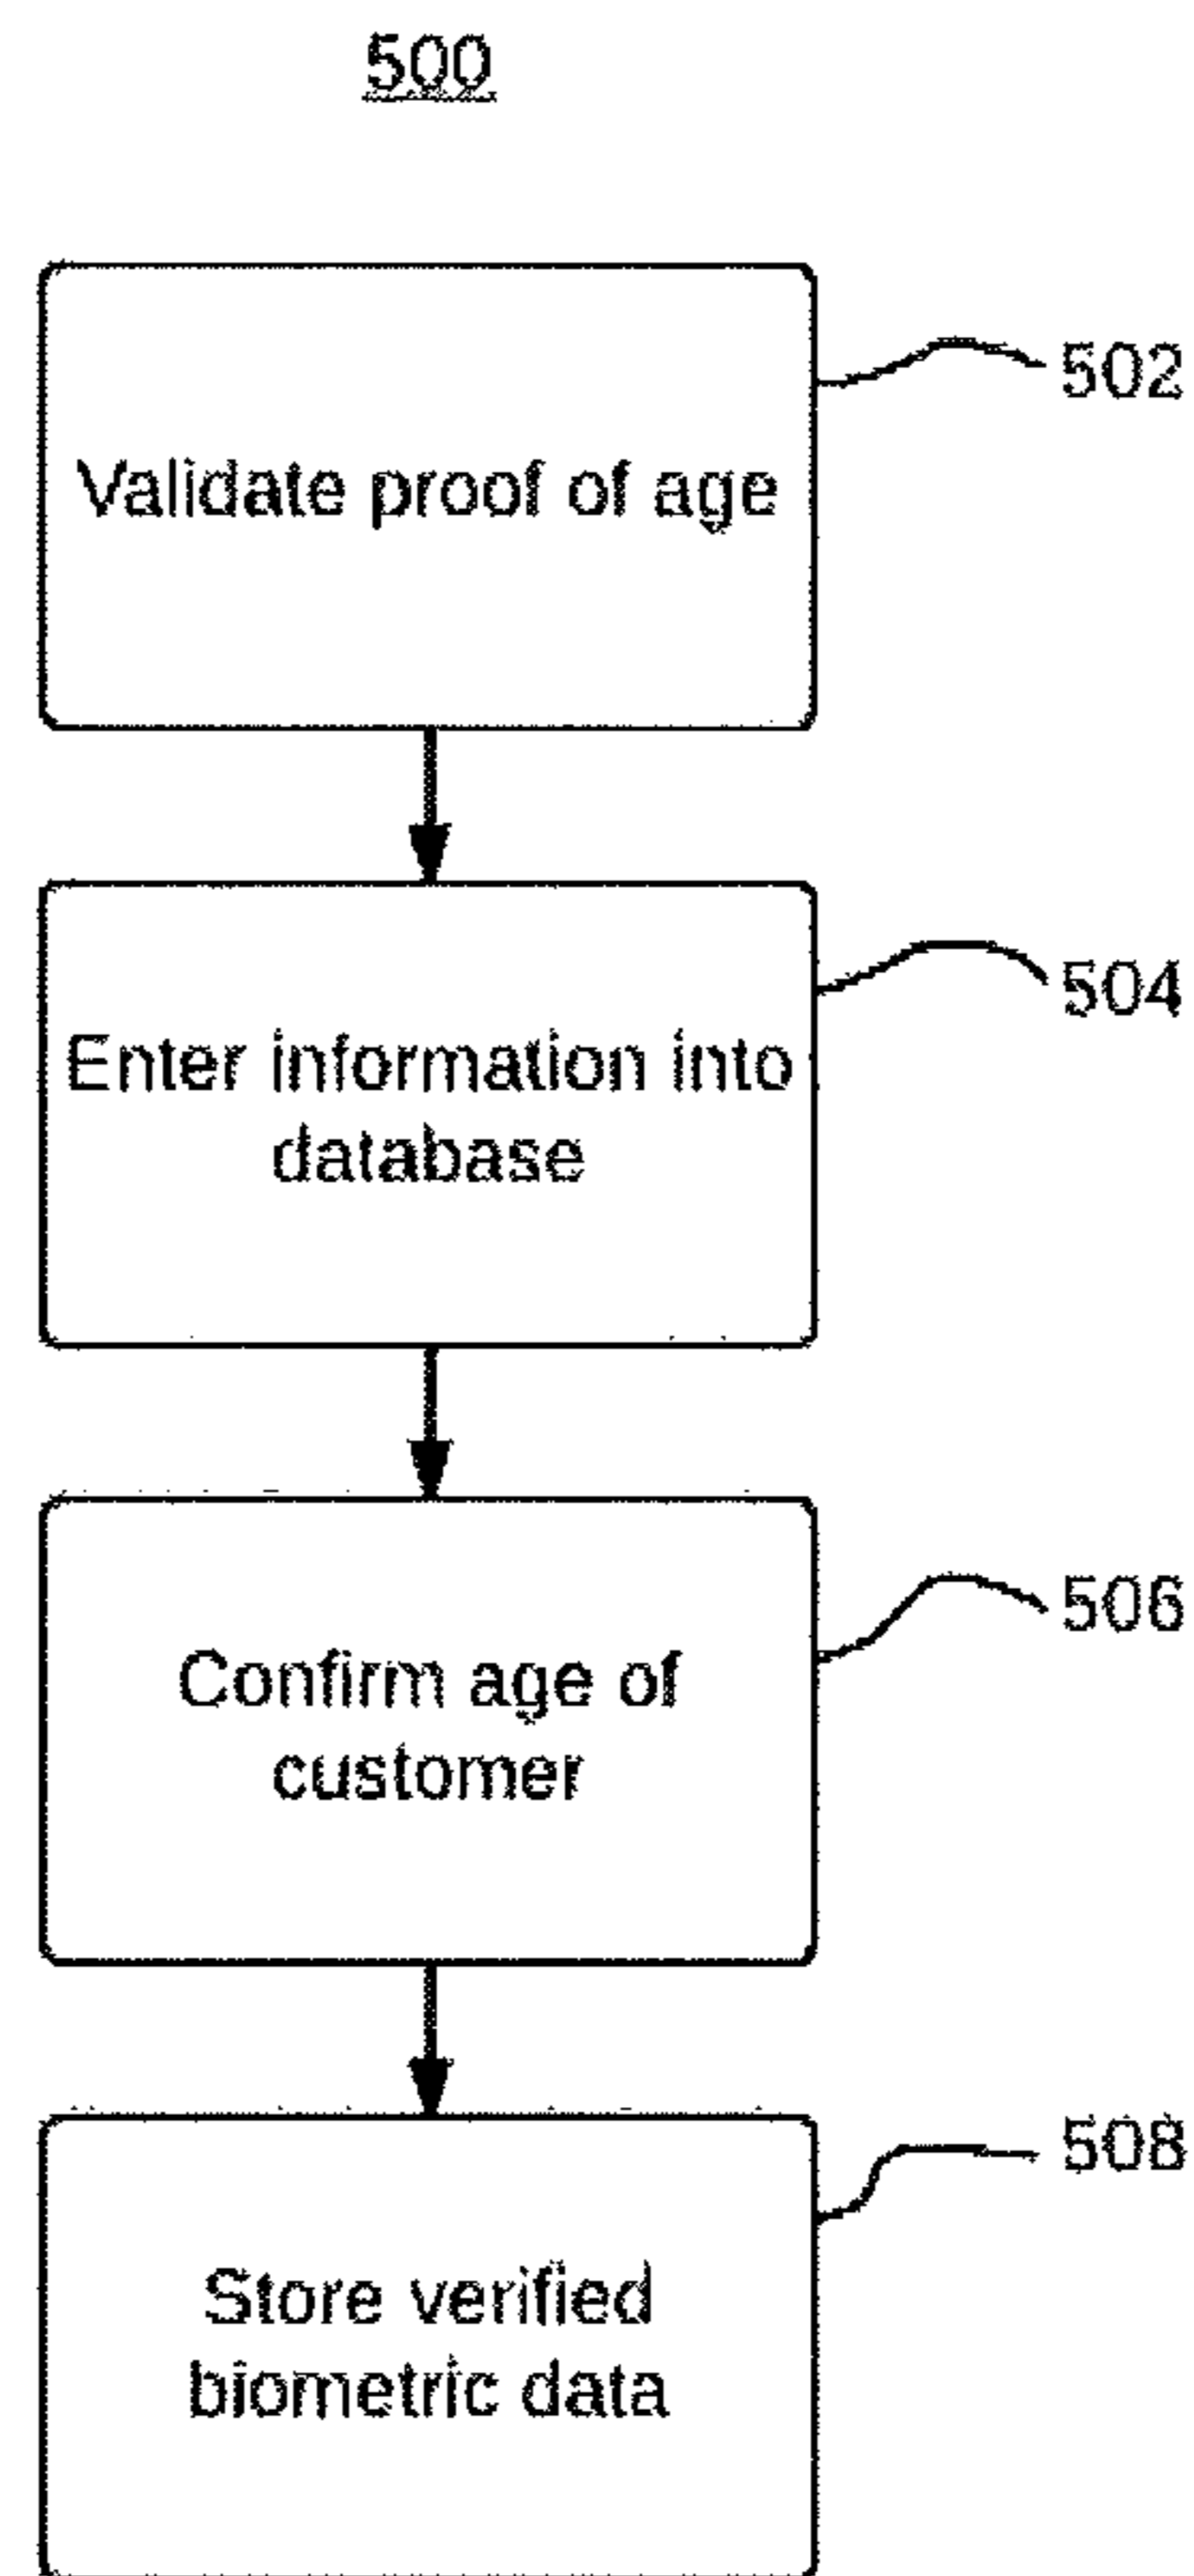 500
502
Validate proof of age
504
Enter information into
database
506
Confirm age of
customer
508
Store verified
biometric data